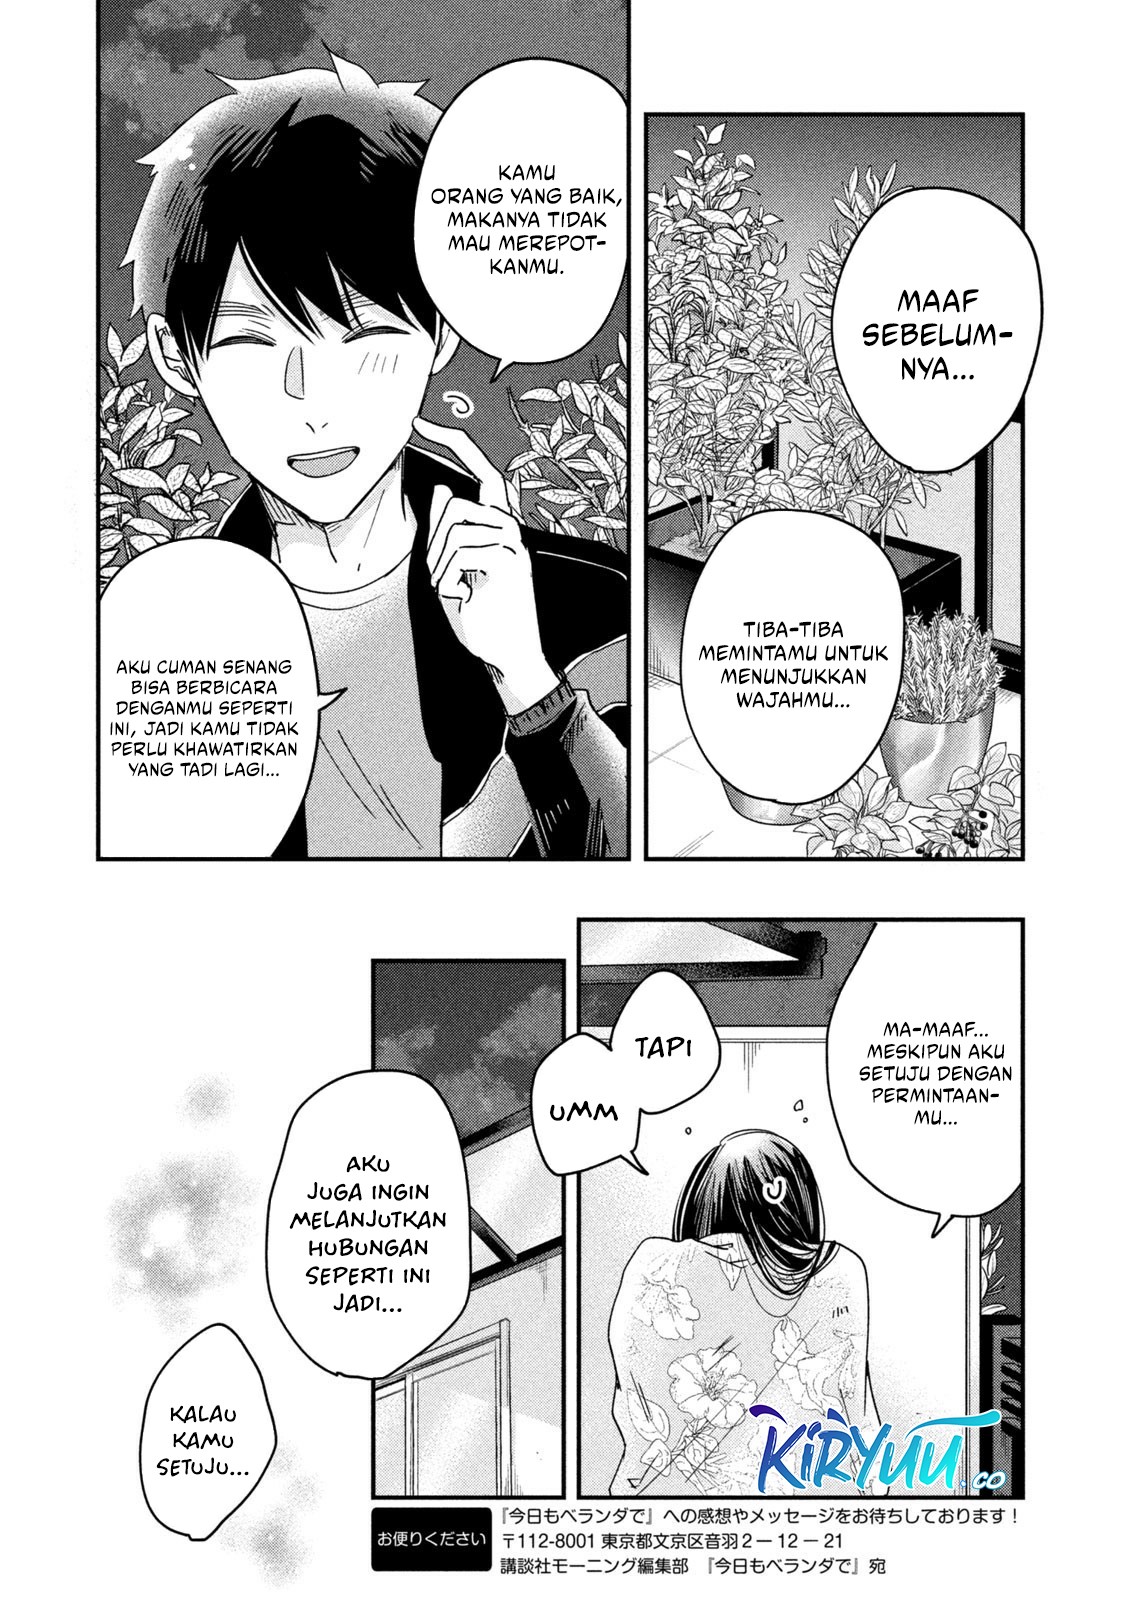 MAAF
SEBELUM-
NYA...
TIBA-TIBA
MEMINTAMU UNTUK
MENUNJUKKAN
WAJAHMU...
KAMU
ORANG YANG BAIK,
MAKANYA TIDAK
MAU MEREPOT-
KANMU.
AKU CUMAN SENANG
BISA BERBICARA
DENGANMU SEPERTI
INI, JADI KAMU TIDAK
PERLU KHAWATIRKAN
YANG TADI LAGI...
MA-MAAF...
MESKIPUN AKU
SETUJU DENGAN
PERMINTAAN-
MU...
TAPI
UMM
AKU
JUGA INGIN
MELANJUTKAN
HUBUNGAN
SEPERTI INI
JADI...
KALAU
KAMU
SETUJU...
KIRYUU.CO
お便りください
『今日もベランダで』への感想やメッセージをお待ちしております！
〒112-8001 東京都文京区音羽2－12－21
講談社モーニング編集部　『今日もベランダで』宛